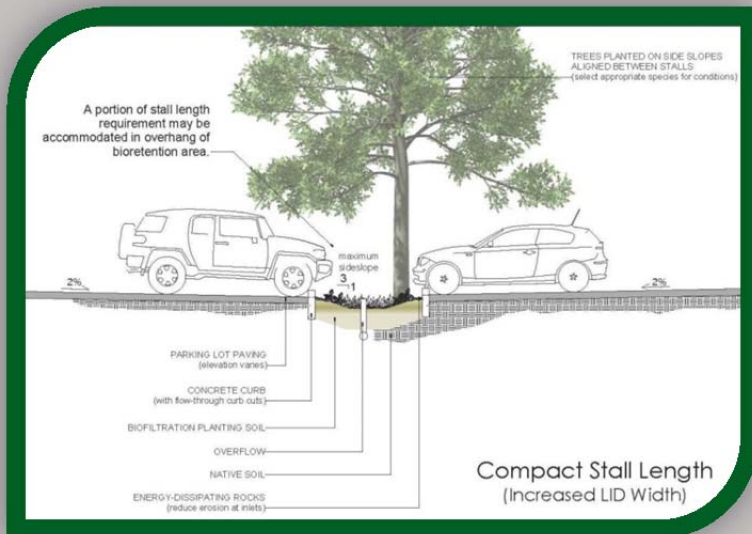 TREES PLANTED ON SIDE SLOPES
ALIGNED BETWEEN STALLS
(select appropriate species for conditions)
A portion of stall length
requirement may be
accommodated in overhang of
bioretention area.
maximum
sideslope
3
1
2%
2%
PARKING LOT PAVING
(elevation varies)
CONCRETE CURB
(with flow-through curb cuts)
BIOFILTRATION PLANTING SOIL
OVERFLOW
NATIVE SOIL
ENERGY-DISSIPATING ROCKS
(reduce erosion at inlets)
Compact Stall Length
(Increased LID Width)